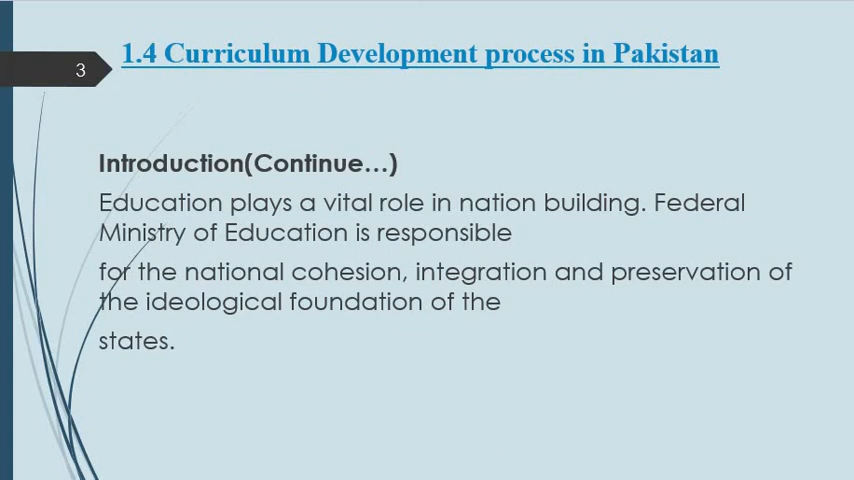 1.4 Curriculum Development process in Pakistan
3
Introduction(Continue…)
Education plays a vital role in nation building. Federal
Ministry of Education is responsible
for the national cohesion, integration and preservation of
the ideological foundation of the
states.